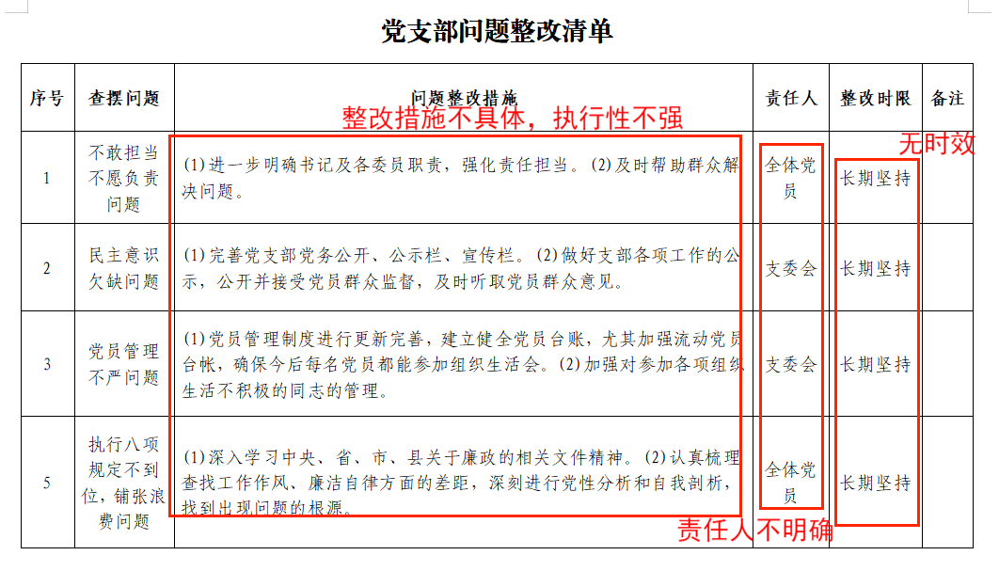 党支部问题整改清单
序号 查摆问题 问题整改措施 责任人 整改时限 备注
整改措施不具体，执行性不强
无时效
1
不敢担当
不愿负责
问题
(1)进一步明确书记及各委员职责，强化责任担当。(2)及时帮助群众解
决问题。
全体党
员
长期坚持
2
民主意识
欠缺问题
(1)完善党支部党务公开、公示栏、宣传栏。(2)做好支部各项工作的公
示，公开并接受党员群众监督，及时听取党员群众意见。
支委会
长期坚持
3
党员管理
不严问题
(1)党员管理制度进行更新完善，建立健全党员台账，尤其加强流动党员
台帐，确保今后每名党员都能参加组织生活会。(2)加强对参加各项组织
生活不积极的同志的管理。
支委会
长期坚持
5
执行八项
规定不到
位，铺张浪
费问题
(1)深入学习中央、省、市、县关于廉政的相关文件精神。(2)认真梳理
查找工作作风、廉洁自律方面的差距，深刻进行党性分析和自我剖析，
找到出现问题的根源。
全体党
员
长期坚持
责任人不明确